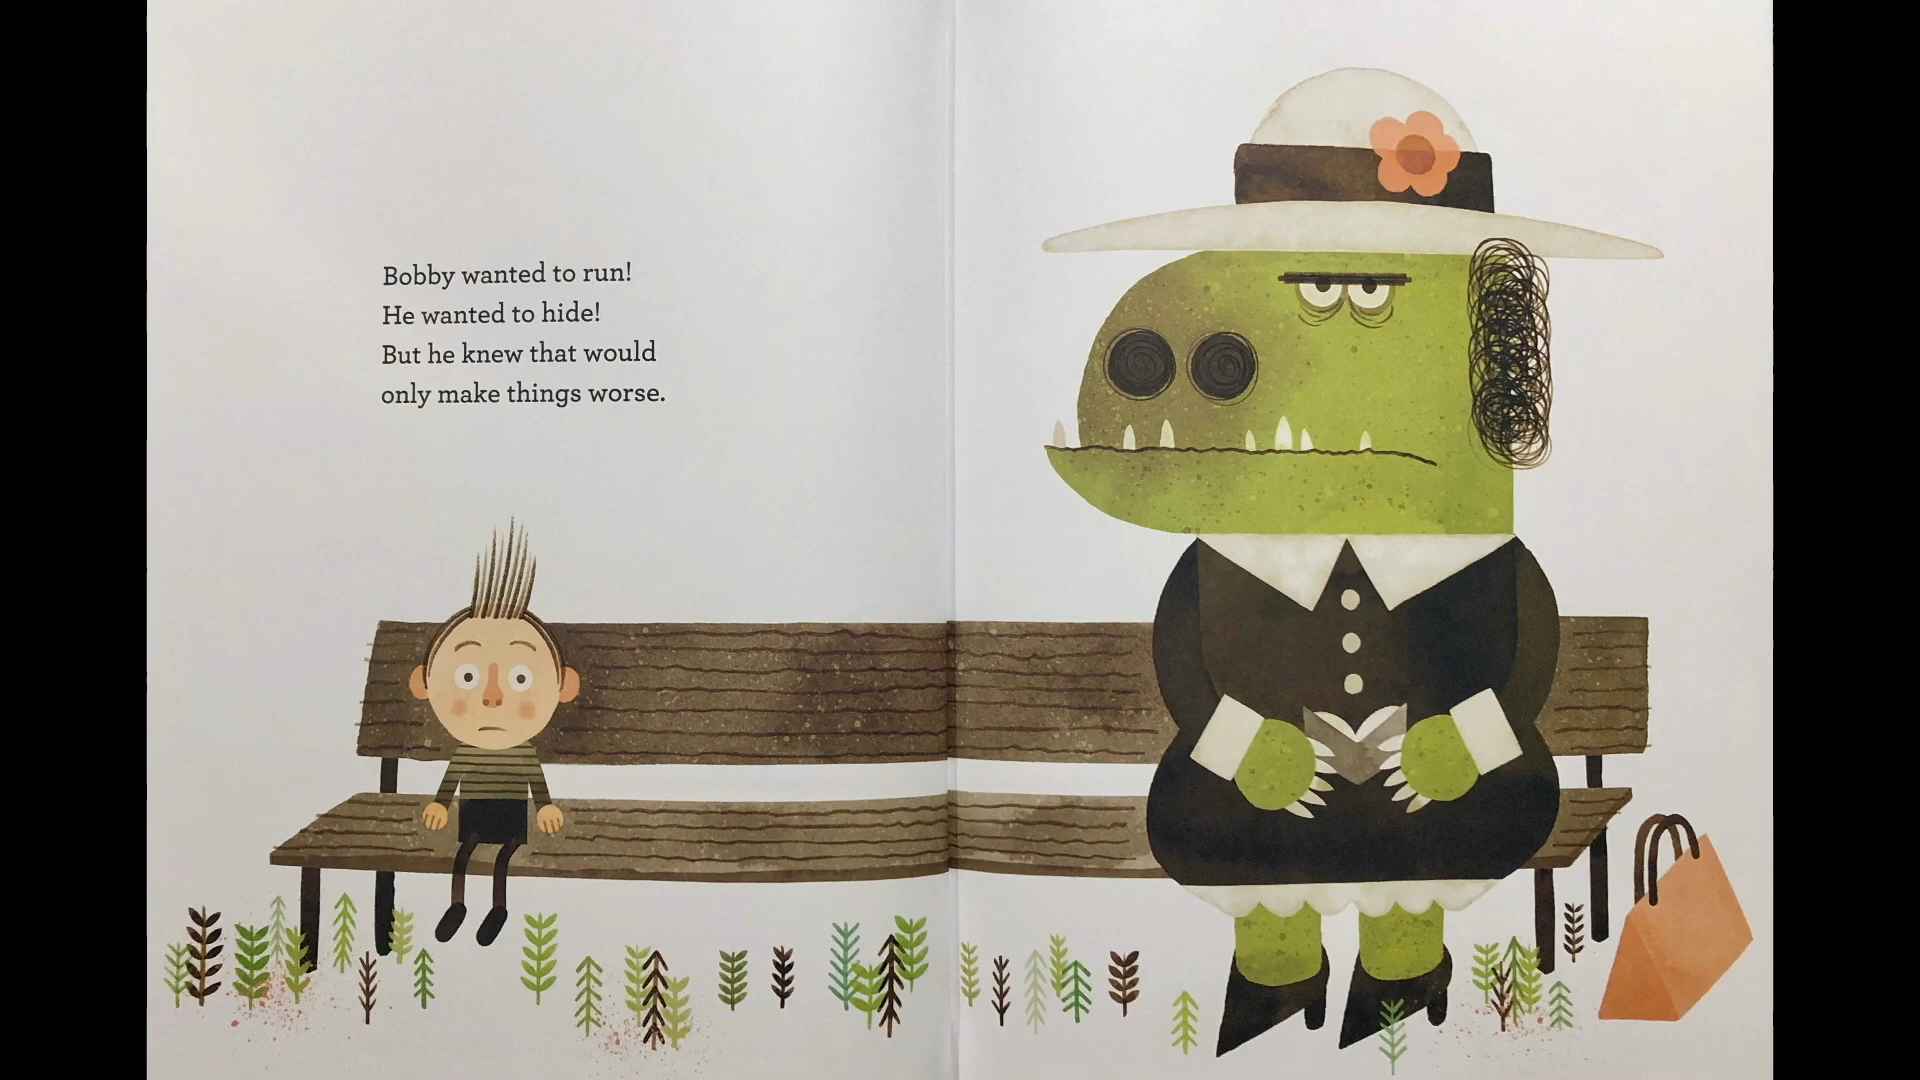 Bobby wanted to run!
He wanted to hide!
But he knew that would
only make things worse.